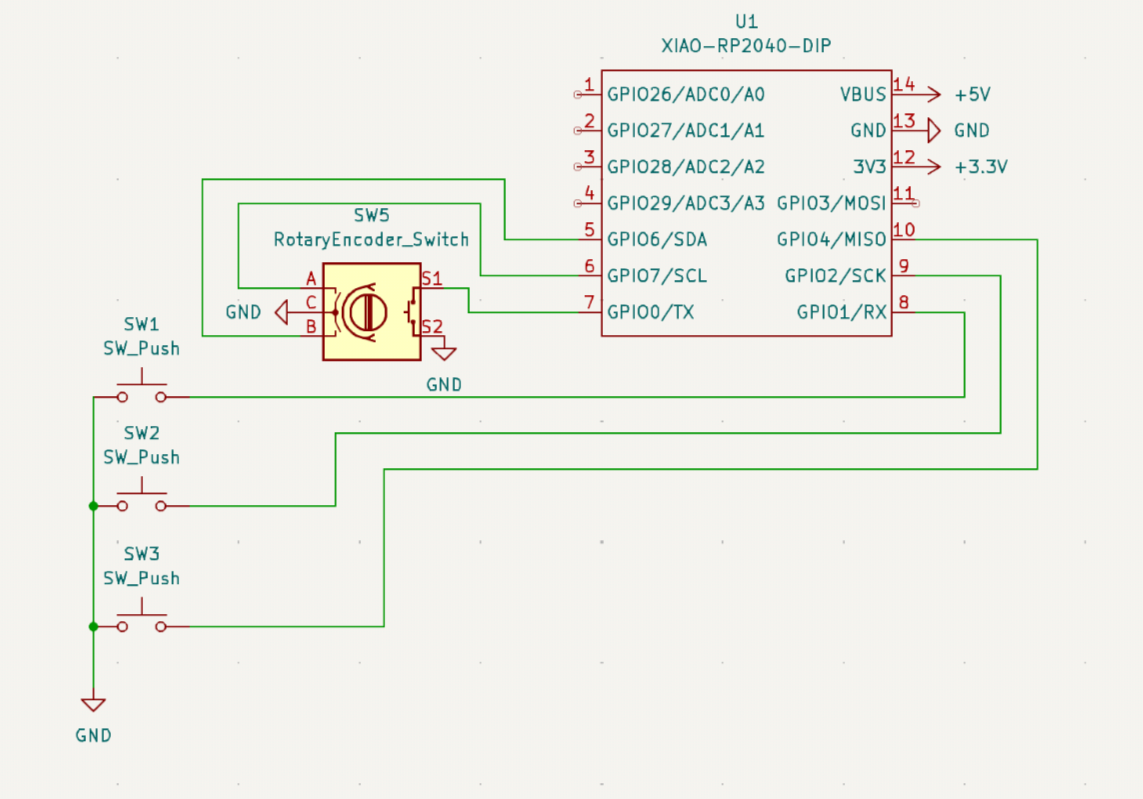 U1
XIAO-RP2040-DIP
1 GPIO26/ADC0/A0 VBUS 14 +5V
2 GPIO27/ADC1/A1 GND 13 GND
3 GPIO28/ADC2/A2 3V3 12 +3.3V
4 GPIO29/ADC3/A3 GPIO3/MOSI 11
5 GPIO6/SDA GPIO4/MISO 10
6 GPIO7/SCL GPIO2/SCK 9
7 GPIO0/TX GPIO1/RX 8
SW5
RotaryEncoder_Switch
A S1
GND C
B S2
GND
SW1
SW_Push
SW2
SW_Push
SW3
SW_Push
GND